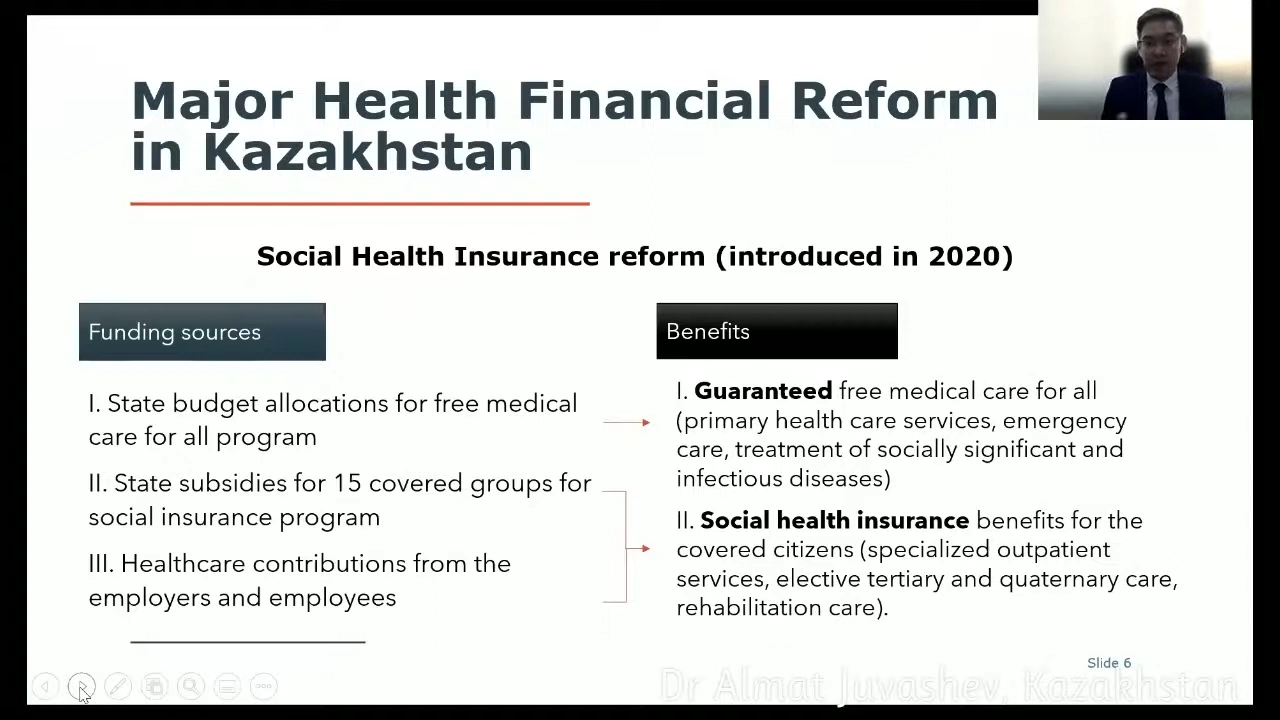 Major Health Financial Reform
in Kazakhstan
Social Health Insurance reform (introduced in 2020)
Funding sources
I. State budget allocations for free medical
care for all program
II. State subsidies for 15 covered groups for
social insurance program
III. Healthcare contributions from the
employers and employees
Benefits
I. Guaranteed free medical care for all
(primary health care services, emergency
care, treatment of socially significant and
infectious diseases)
II. Social health insurance benefits for the
covered citizens (specialized outpatient
services, elective tertiary and quaternary care,
rehabilitation care).
Slide 6
Dr Almat Juvashev, Kazakhstan